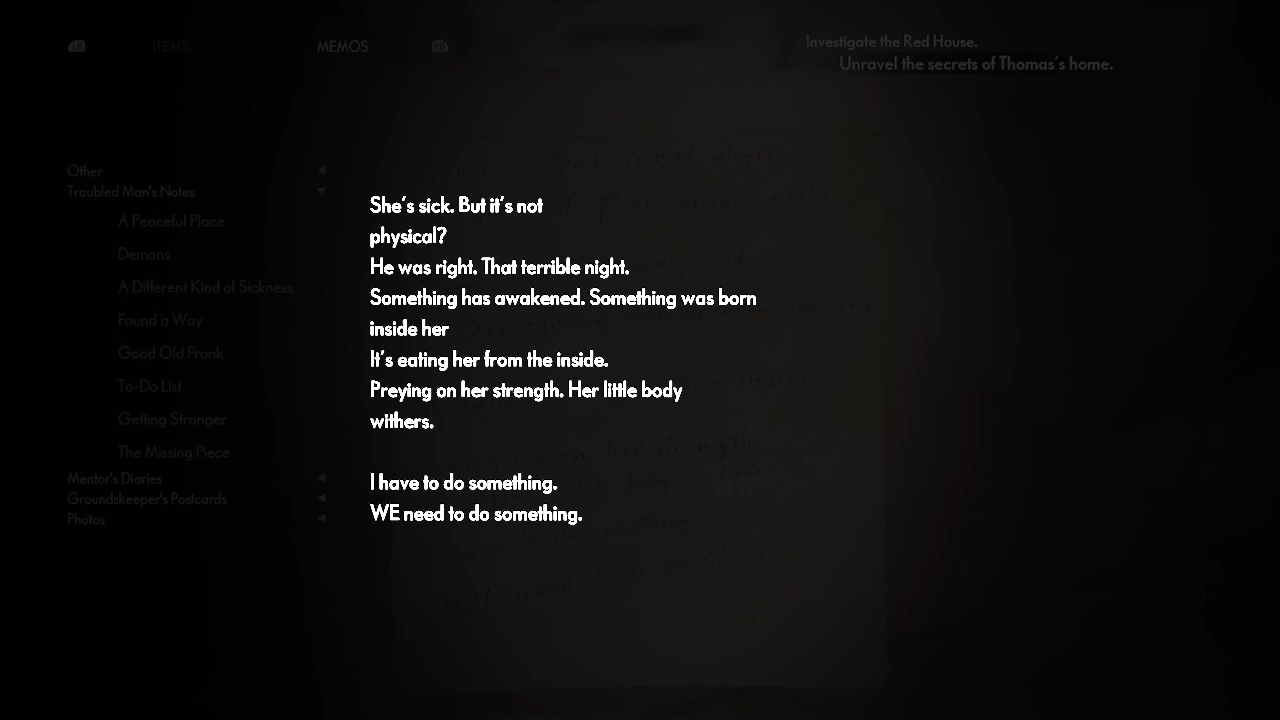 LB
ITEMS
MEMOS
RB
Investigate the Red House.
Unravel the secrets of Thomas's home.
Other
Troubled Man's Notes
A Peaceful Place
Demons
A Different Kind of Sickness
Found a Way
Good Old Frank
To-Do List
Getting Stronger
The Missing Piece
Mentor's Diaries
Groundskeeper's Postcards
Photos
She's sick. But it's not
physical?
He was right. That terrible night.
Something has awakened. Something was born
inside her
It's eating her from the inside.
Preying on her strength. Her little body
withers.
I have to do something.
WE need to do something.